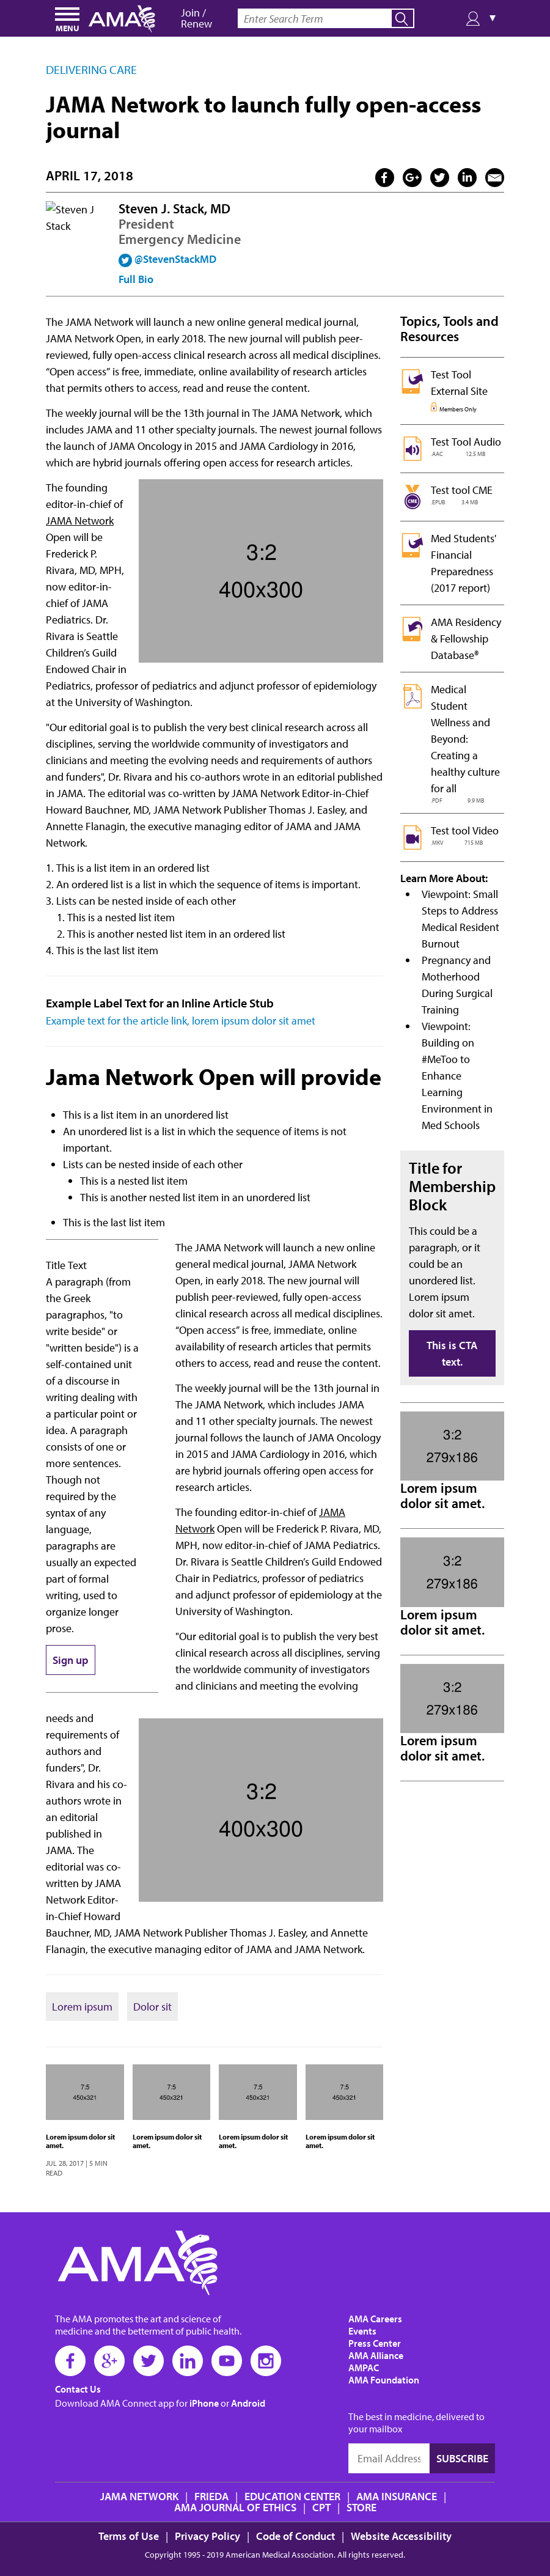 MENU
AMA
Join /
Renew
Enter Search Term
DELIVERING CARE
JAMA Network to launch fully open-access
journal
APRIL 17, 2018
Steven J
Stack
Steven J. Stack, MD
President
Emergency Medicine
@StevenStackMD
Full Bio
The JAMA Network will launch a new online general medical journal,
JAMA Network Open, in early 2018. The new journal will publish peer-
reviewed, fully open-access clinical research across all medical disciplines.
“Open access” is free, immediate, online availability of research articles
that permits others to access, read and reuse the content.
The weekly journal will be the 13th journal in The JAMA Network, which
includes JAMA and 11 other specialty journals. The newest journal follows
the launch of JAMA Oncology in 2015 and JAMA Cardiology in 2016,
which are hybrid journals offering open access for research articles.
The founding
editor-in-chief of
JAMA Network
Open will be
Frederick P.
Rivara, MD, MPH,
now editor-in-
chief of JAMA
Pediatrics. Dr.
Rivara is Seattle
Children’s Guild
Endowed Chair in
3:2
400x300
Pediatrics, professor of pediatrics and adjunct professor of epidemiology
at the University of Washington.
"Our editorial goal is to publish the very best clinical research across all
disciplines, serving the worldwide community of investigators and
clinicians and meeting the evolving needs and requirements of authors
and funders", Dr. Rivara and his co-authors wrote in an editorial published
in JAMA. The editorial was co-written by JAMA Network Editor-in-Chief
Howard Bauchner, MD, JAMA Network Publisher Thomas J. Easley, and
Annette Flanagin, the executive managing editor of JAMA and JAMA
Network.
1. This is a list item in an ordered list
2. An ordered list is a list in which the sequence of items is important.
3. Lists can be nested inside of each other
1. This is a nested list item
2. This is another nested list item in an ordered list
4. This is the last list item
Example Label Text for an Inline Article Stub
Example text for the article link, lorem ipsum dolor sit amet
Jama Network Open will provide
• This is a list item in an unordered list
• An unordered list is a list in which the sequence of items is not
important.
• Lists can be nested inside of each other
• This is a nested list item
• This is another nested list item in an unordered list
• This is the last list item
Title Text
A paragraph (from
the Greek
paragraphos, "to
write beside" or
"written beside") is a
self-contained unit
of a discourse in
writing dealing with
a particular point or
idea. A paragraph
consists of one or
more sentences.
Though not
required by the
syntax of any
language,
paragraphs are
usually an expected
part of formal
writing, used to
organize longer
prose.
Sign up
The JAMA Network will launch a new online
general medical journal, JAMA Network
Open, in early 2018. The new journal will
publish peer-reviewed, fully open-access
clinical research across all medical disciplines.
“Open access” is free, immediate, online
availability of research articles that permits
others to access, read and reuse the content.
The weekly journal will be the 13th journal in
The JAMA Network, which includes JAMA
and 11 other specialty journals. The newest
journal follows the launch of JAMA Oncology
in 2015 and JAMA Cardiology in 2016, which
are hybrid journals offering open access for
research articles.
The founding editor-in-chief of JAMA
Network Open will be Frederick P. Rivara, MD,
MPH, now editor-in-chief of JAMA Pediatrics.
Dr. Rivara is Seattle Children’s Guild Endowed
Chair in Pediatrics, professor of pediatrics
and adjunct professor of epidemiology at the
University of Washington.
"Our editorial goal is to publish the very best
clinical research across all disciplines, serving
the worldwide community of investigators
and clinicians and meeting the evolving
needs and
requirements of
authors and
funders", Dr.
Rivara and his co-
authors wrote in
an editorial
published in
JAMA. The
editorial was co-
written by JAMA
Network Editor-
in-Chief Howard
3:2
400x300
Bauchner, MD, JAMA Network Publisher Thomas J. Easley, and Annette
Flanagin, the executive managing editor of JAMA and JAMA Network.
Lorem ipsum
Dolor sit
7:5
450x321
Lorem ipsum dolor sit
amet.
JUL 28, 2017 | 5 MIN
READ
7:5
450x321
Lorem ipsum dolor sit
amet.
7:5
450x321
Lorem ipsum dolor sit
amet.
7:5
450x321
Lorem ipsum dolor sit
amet.
Topics, Tools and
Resources
Test Tool
External Site
Members Only
Test Tool Audio
.AAC 12.5 MB
CME
Test tool CME
.EPUB 3.4 MB
Med Students'
Financial
Preparedness
(2017 report)
AMA Residency
& Fellowship
Database®
Medical
Student
Wellness and
Beyond:
Creating a
healthy culture
for all
.PDF 9.9 MB
Test tool Video
.MKV 715 MB
Learn More About:
• Viewpoint: Small
Steps to Address
Medical Resident
Burnout
• Pregnancy and
Motherhood
During Surgical
Training
• Viewpoint:
Building on
#MeToo to
Enhance
Learning
Environment in
Med Schools
Title for
Membership
Block
This could be a
paragraph, or it
could be an
unordered list.
Lorem ipsum
dolor sit amet.
This is CTA
text.
3:2
279x186
Lorem ipsum
dolor sit amet.
3:2
279x186
Lorem ipsum
dolor sit amet.
3:2
279x186
Lorem ipsum
dolor sit amet.
AMA
The AMA promotes the art and science of
medicine and the betterment of public health.
Contact Us
Download AMA Connect app for iPhone or Android
AMA Careers
Events
Press Center
AMA Alliance
AMPAC
AMA Foundation
The best in medicine, delivered to
your mailbox
Email Address
SUBSCRIBE
JAMA NETWORK | FRIEDA | EDUCATION CENTER | AMA INSURANCE |
AMA JOURNAL OF ETHICS | CPT | STORE
Terms of Use | Privacy Policy | Code of Conduct | Website Accessibility
Copyright 1995 - 2019 American Medical Association. All rights reserved.